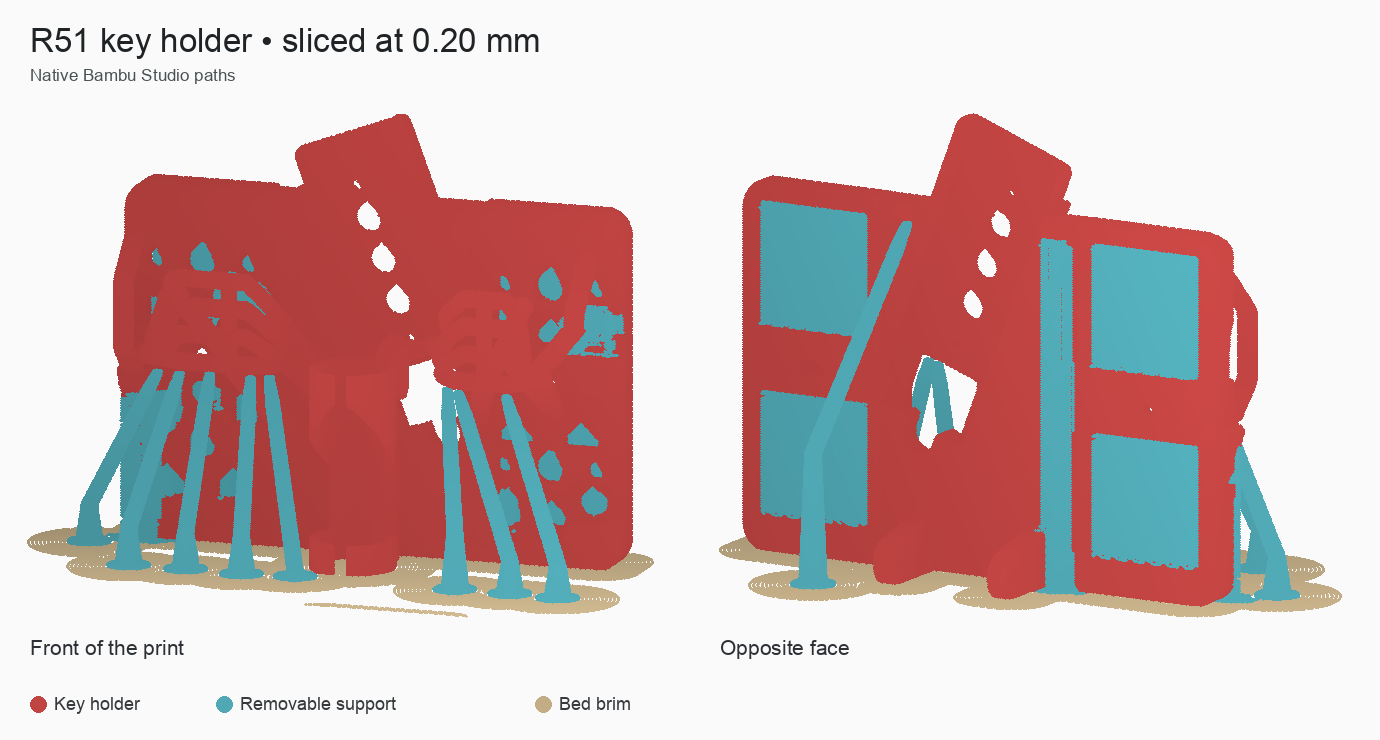 R51 key holder • sliced at 0.20 mm
Native Bambu Studio paths
Front of the print
Opposite face
Key holder
Removable support
Bed brim